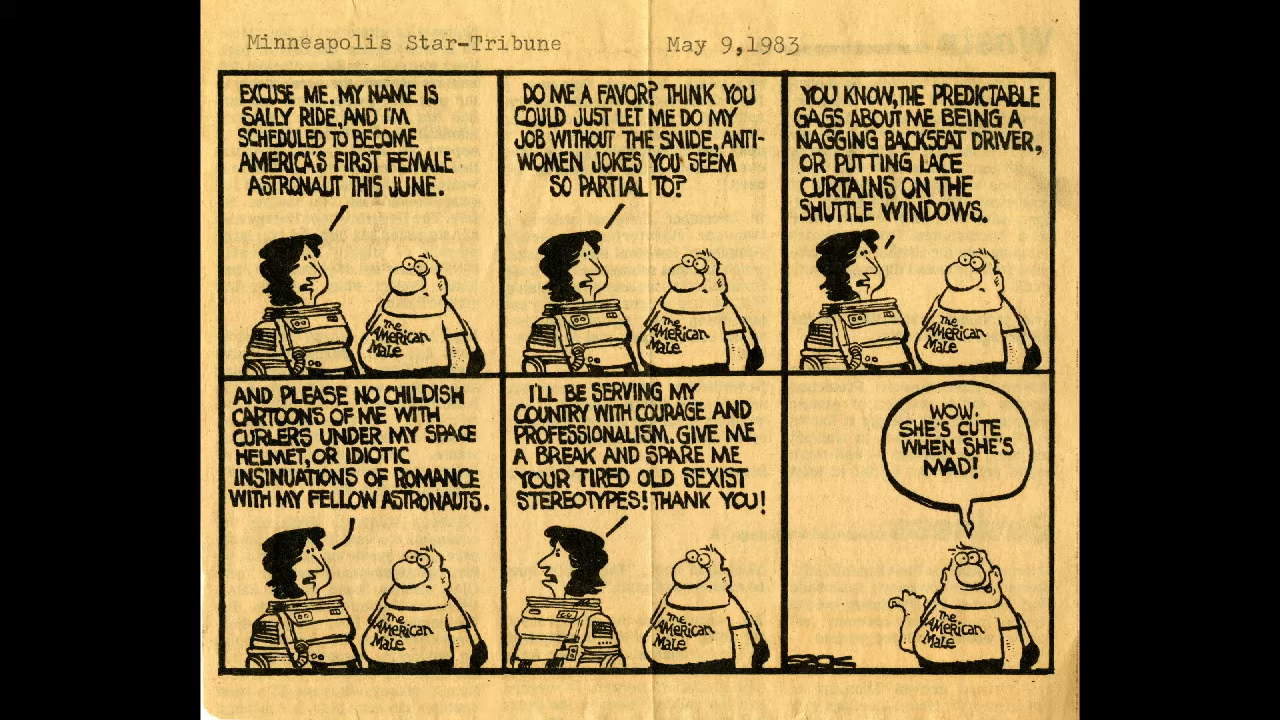 Minneapolis Star-Tribune May 9,1983
EXCUSE ME. MY NAME IS
SALLY RIDE, AND I'M
SCHEDULED TO BECOME
AMERICA'S FIRST FEMALE
ASTRONAUT THIS JUNE.
The
American
Male
DO ME A FAVOR? THINK YOU
COULD JUST LET ME DO MY
JOB WITHOUT THE SNIDE, ANTI-
WOMEN JOKES YOU SEEM
SO PARTIAL TO?
The
American
Male
YOU KNOW, THE PREDICTABLE
GAGS ABOUT ME BEING A
NAGGING BACKSEAT DRIVER,
OR PUTTING LACE
CURTAINS ON THE
SHUTTLE WINDOWS.
The
American
Male
AND PLEASE NO CHILDISH
CARTOONS OF ME WITH
CURLERS UNDER MY SPACE
HELMET, OR IDIOTIC
INSINUATIONS OF ROMANCE
WITH MY FELLOW ASTRONAUTS.
The
American
Male
I'LL BE SERVING MY
COUNTRY WITH COURAGE AND
PROFESSIONALISM. GIVE ME
A BREAK AND SPARE ME
YOUR TIRED OLD SEXIST
STEREOTYPES! THANK YOU!
The
American
Male
WOW.
SHE'S CUTE
WHEN SHE'S
MAD!
The
American
Male